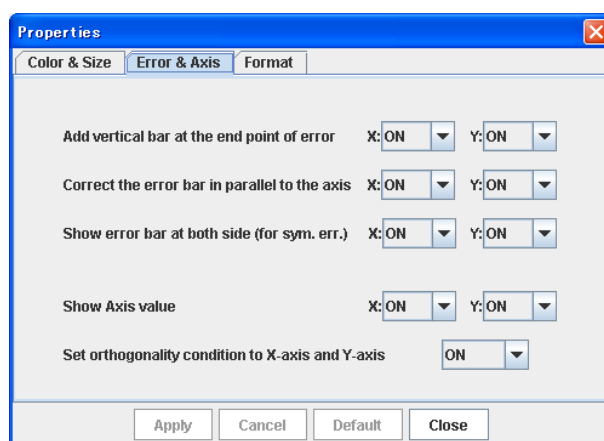 Properties
Color & Size Error & Axis Format
Add vertical bar at the end point of error X: ON Y: ON
Correct the error bar in parallel to the axis X: ON Y: ON
Show error bar at both side (for sym. err.) X: ON Y: ON
Show Axis value X: ON Y: ON
Set orthogonality condition to X-axis and Y-axis ON
Apply Cancel Default Close